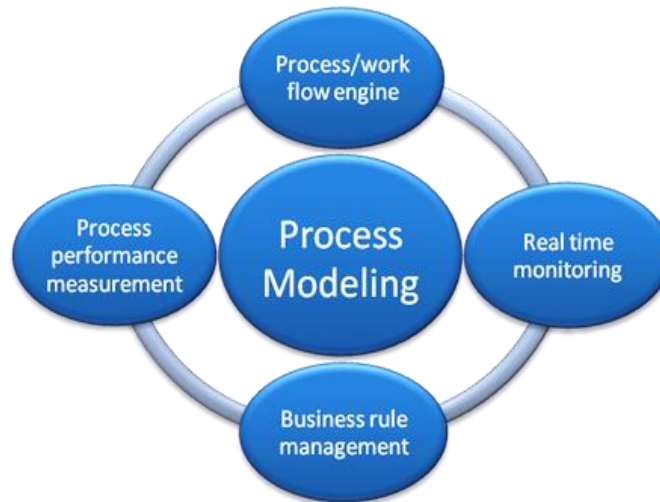 Process/work
flow engine
Process
performance
measurement
Process
Modeling
Real time
monitoring
Business rule
management